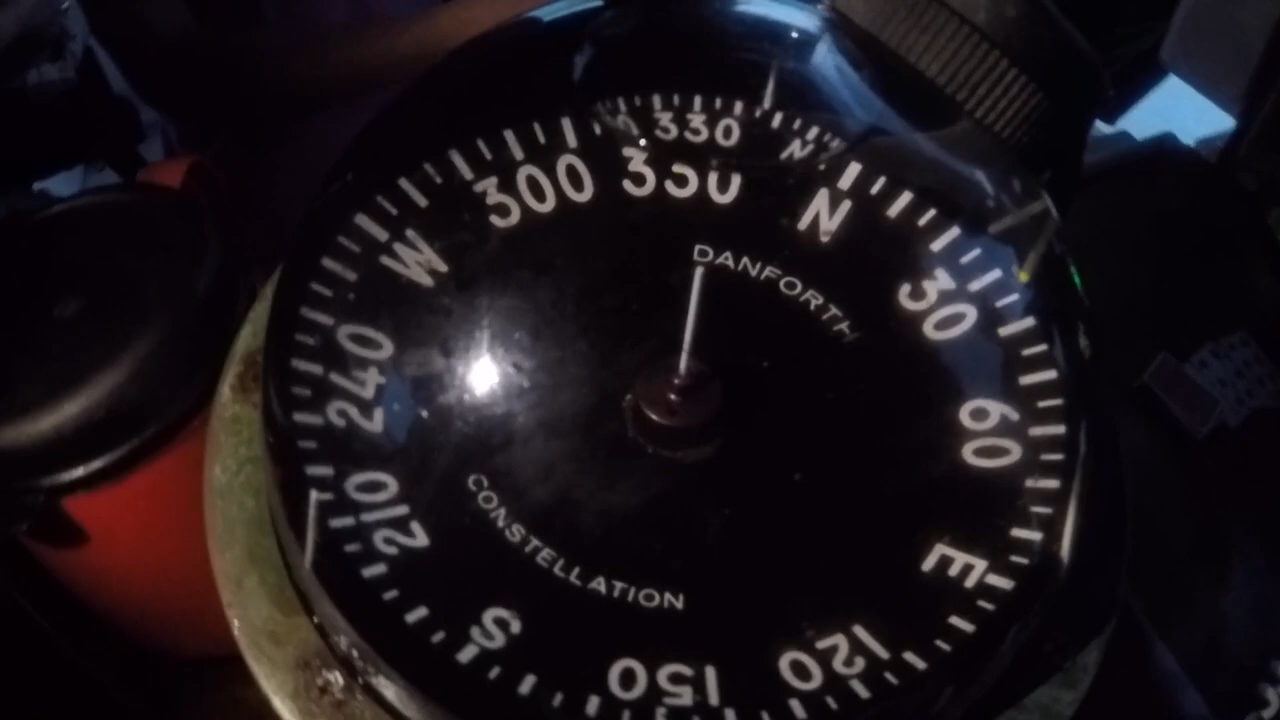 330
N
300
330
N
W
DANFORTH
30
240
60
210
CONSTELLATION
E
S
120
150